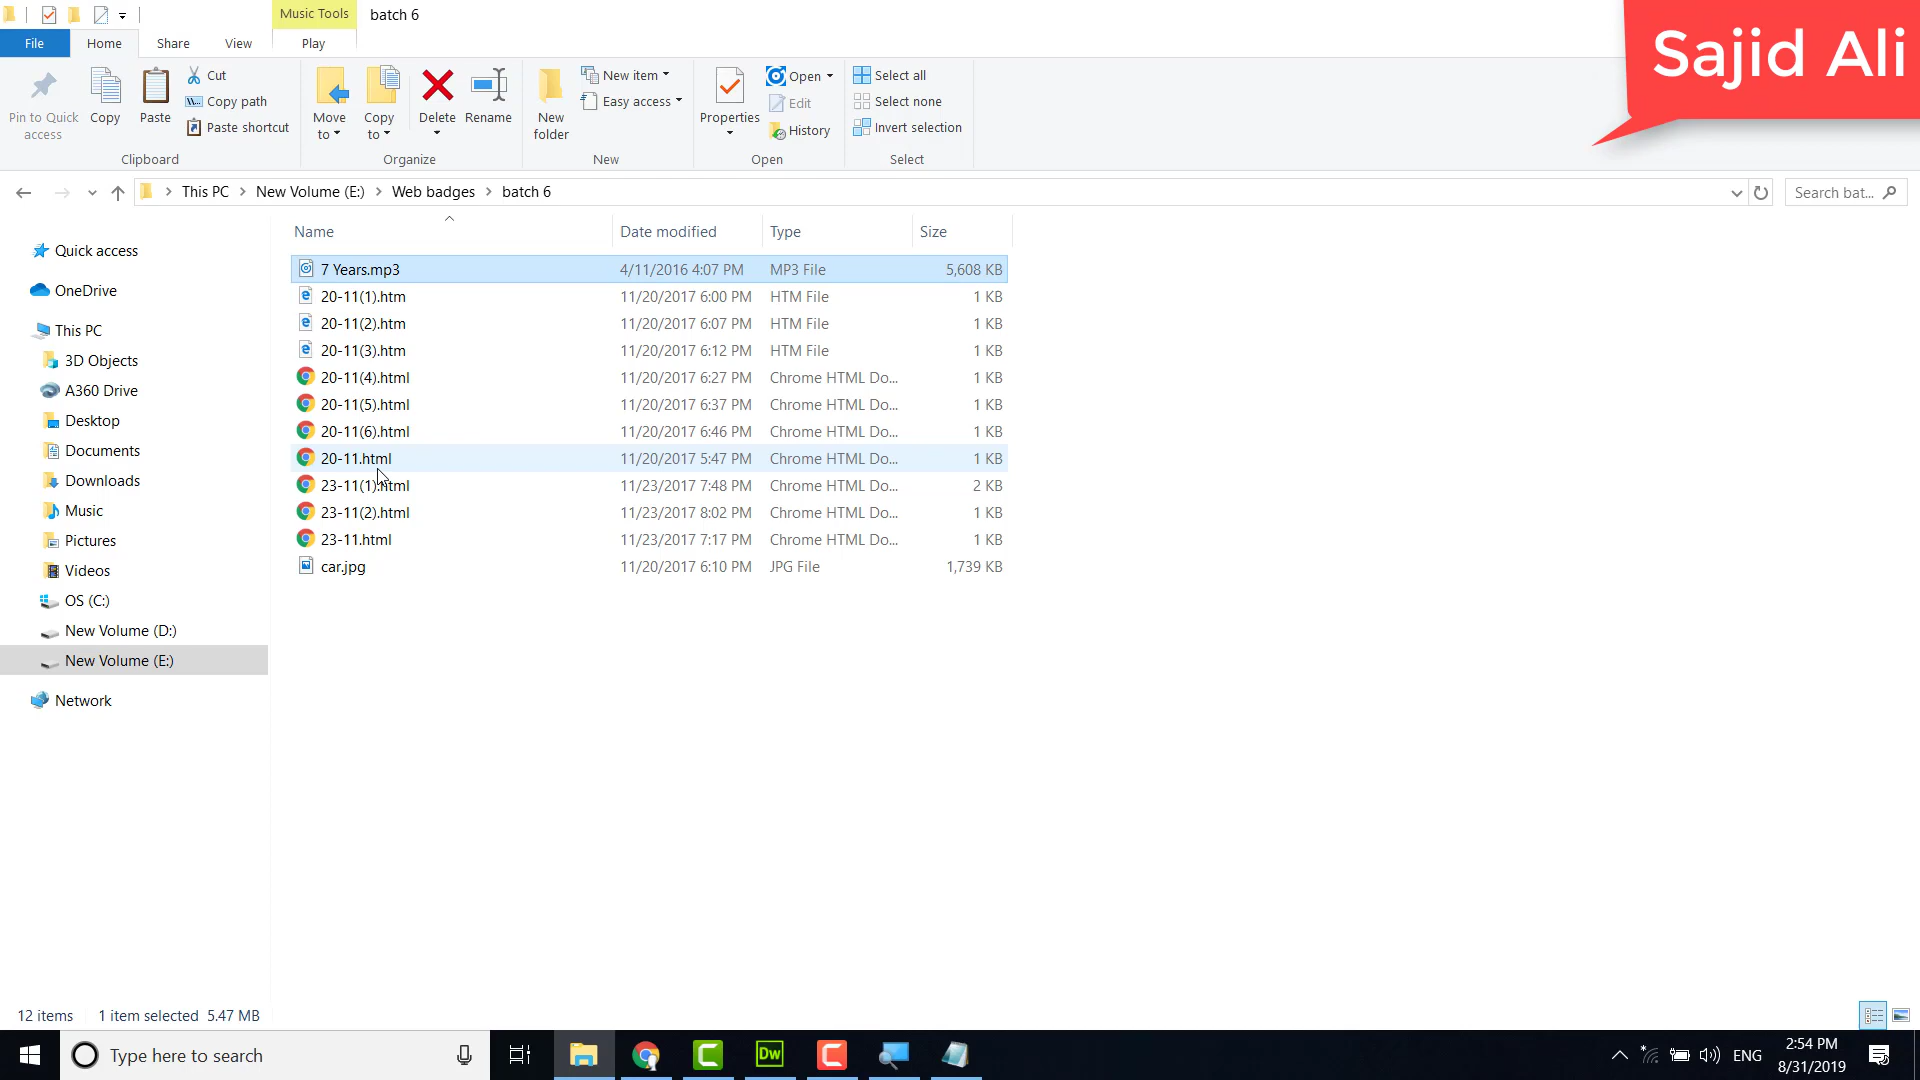 Music Tools
batch 6
Sajid Ali
File
Home
Share
View
Play
Pin to Quick access
Copy
Paste
Cut
Copy path
Paste shortcut
Clipboard
Move to
Copy to
Delete
Rename
Organize
New folder
New item
Easy access
New
Properties
Open
Edit
History
Open
Select all
Select none
Invert selection
Select
This PC
New Volume (E:)
Web badges
batch 6
Search bat...
Name
Date modified
Type
Size
Quick access
OneDrive
This PC
3D Objects
A360 Drive
Desktop
Documents
Downloads
Music
Pictures
Videos
OS (C:)
New Volume (D:)
New Volume (E:)
Network
7 Years.mp3 4/11/2016 4:07 PM MP3 File 5,608 KB
20-11(1).htm 11/20/2017 6:00 PM HTM File 1 KB
20-11(2).htm 11/20/2017 6:07 PM HTM File 1 KB
20-11(3).htm 11/20/2017 6:12 PM HTM File 1 KB
20-11(4).html 11/20/2017 6:27 PM Chrome HTML Do... 1 KB
20-11(5).html 11/20/2017 6:37 PM Chrome HTML Do... 1 KB
20-11(6).html 11/20/2017 6:46 PM Chrome HTML Do... 1 KB
20-11.html 11/20/2017 5:47 PM Chrome HTML Do... 1 KB
23-11(1).html 11/23/2017 7:48 PM Chrome HTML Do... 2 KB
23-11(2).html 11/23/2017 8:02 PM Chrome HTML Do... 1 KB
23-11.html 11/23/2017 7:17 PM Chrome HTML Do... 1 KB
car.jpg 11/20/2017 6:10 PM JPG File 1,739 KB
12 items
1 item selected 5.47 MB
Type here to search
Dw
ENG
2:54 PM
8/31/2019